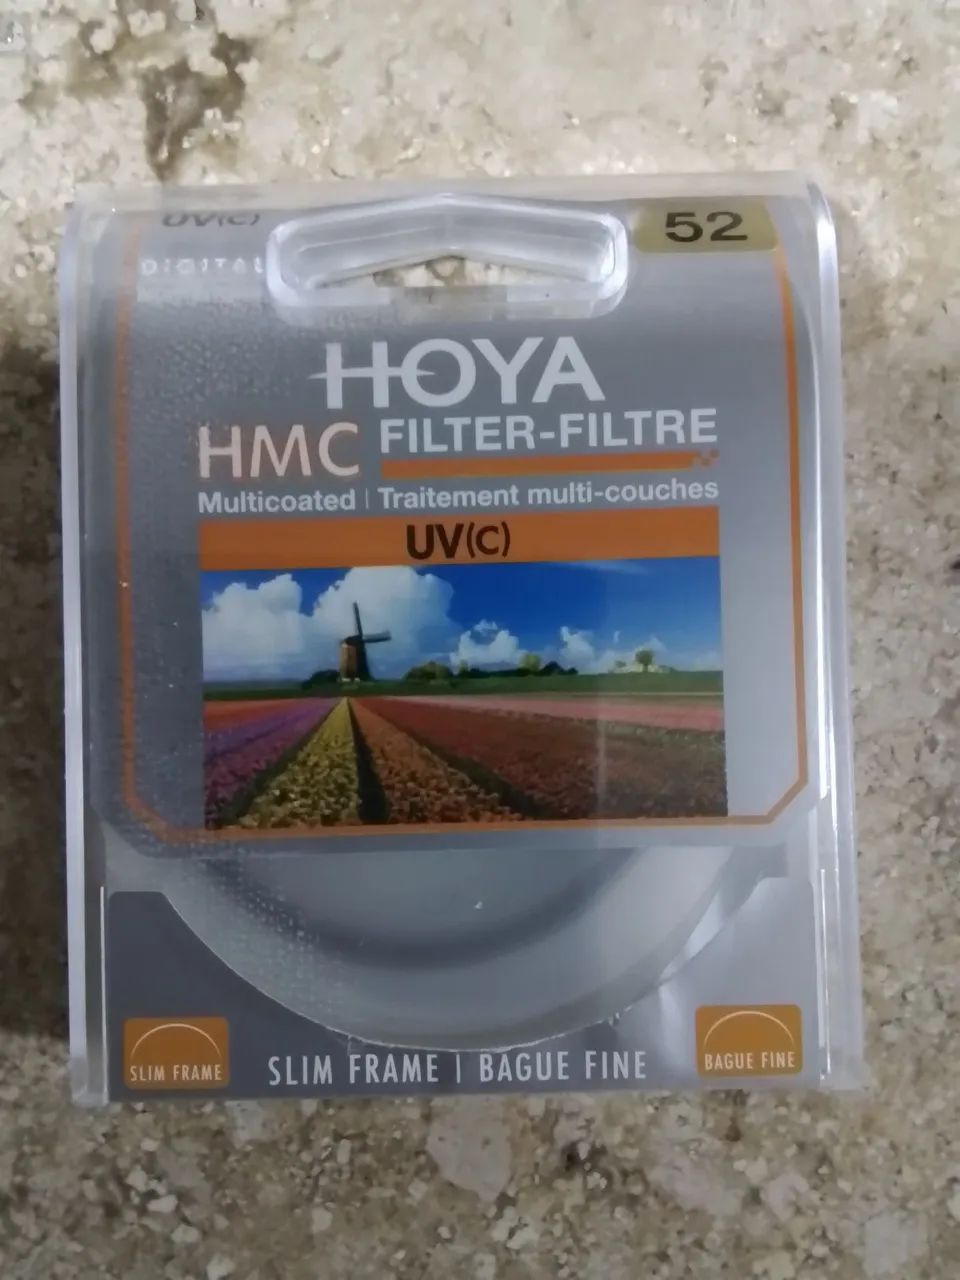 UV(C)
52
DIGITAL
HOYA
HMC FILTER-FILTRE
Multicoated | Traitement multi-couches
UV(C)
SLIM FRAME
SLIM FRAME | BAGUE FINE
BAGUE FINE